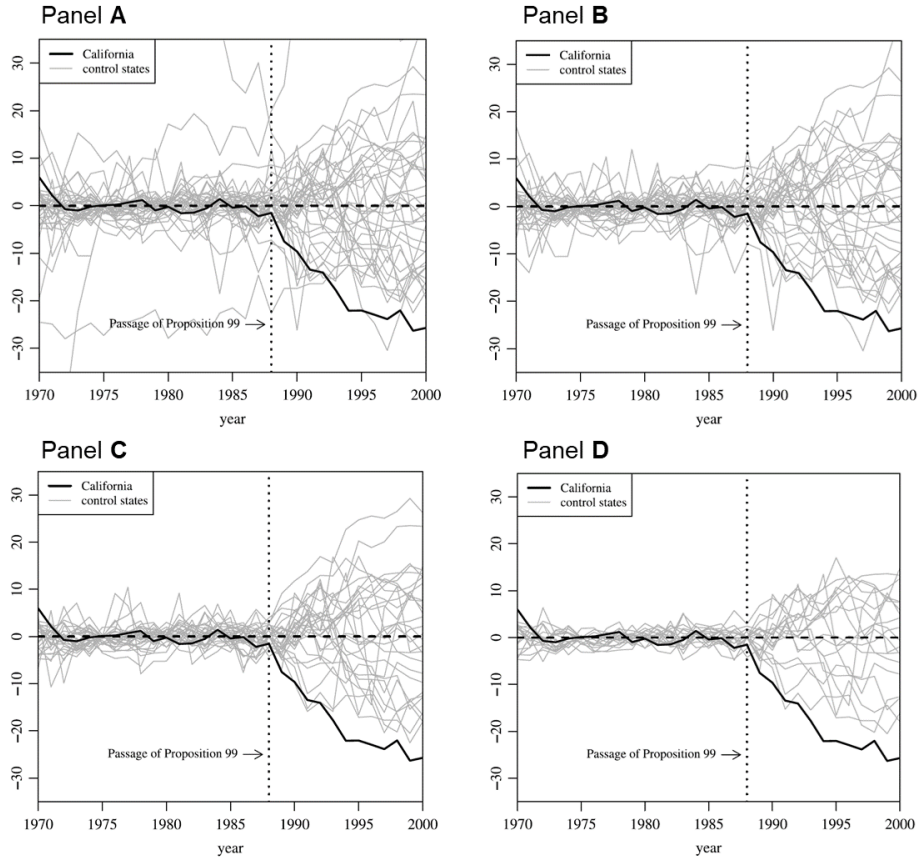 Panel A
California
control states
30
20
10
0
−10
−20
−30
Passage of Proposition 99
1970 1975 1980 1985 1990 1995 2000
year
Panel B
California
control states
30
20
10
0
−10
−20
−30
Passage of Proposition 99
1970 1975 1980 1985 1990 1995 2000
year
Panel C
California
control states
30
20
10
0
−10
−20
−30
Passage of Proposition 99
1970 1975 1980 1985 1990 1995 2000
year
Panel D
California
control states
30
20
10
0
−10
−20
−30
Passage of Proposition 99
1970 1975 1980 1985 1990 1995 2000
year